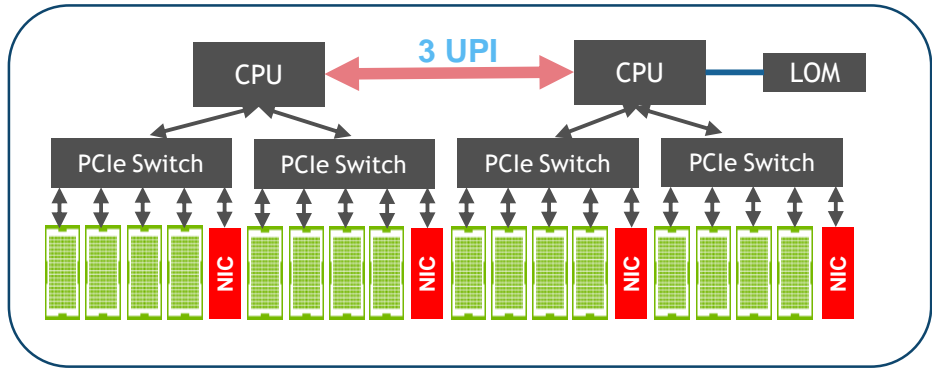 3 UPI
CPU
CPU
LOM
PCIe Switch
PCIe Switch
PCIe Switch
PCIe Switch
NIC
NIC
NIC
NIC